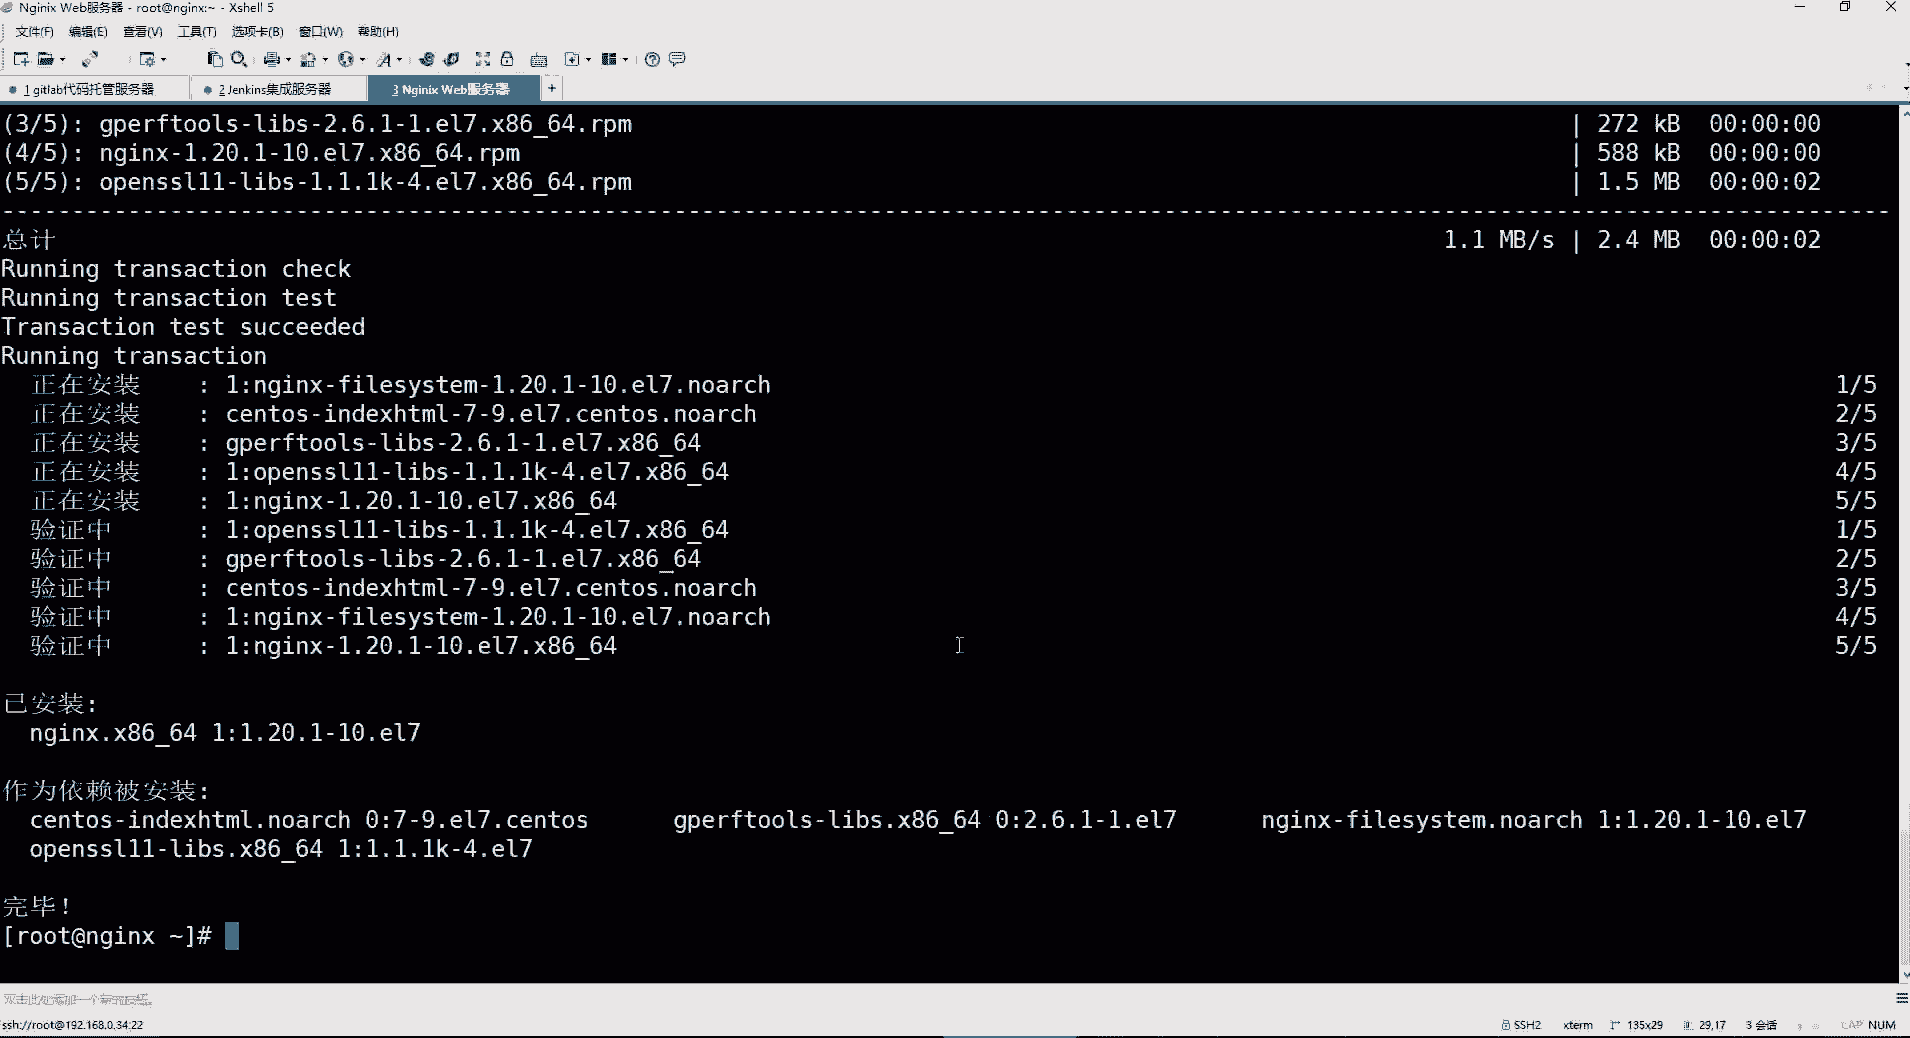 Nginix Web服务器 - root@nginx:~ - Xshell 5
文件(F) 编辑(E) 查看(V) 工具(T) 选项卡(B) 窗口(W) 帮助(H)
1 gitlab代码托管服务器 2 Jenkins集成服务器 3 Nginix Web服务器 +
(3/5): gperftools-libs-2.6.1-1.el7.x86_64.rpm | 272 kB 00:00:00
(4/5): nginx-1.20.1-10.el7.x86_64.rpm | 588 kB 00:00:00
(5/5): openssl11-libs-1.1.1k-4.el7.x86_64.rpm | 1.5 MB 00:00:02
--------------------------------------------------------------------------------
总计 1.1 MB/s | 2.4 MB 00:00:02
Running transaction check
Running transaction test
Transaction test succeeded
Running transaction
正在安装 : 1:nginx-filesystem-1.20.1-10.el7.noarch 1/5
正在安装 : centos-indexhtml-7-9.el7.centos.noarch 2/5
正在安装 : gperftools-libs-2.6.1-1.el7.x86_64 3/5
正在安装 : 1:openssl11-libs-1.1.1k-4.el7.x86_64 4/5
正在安装 : 1:nginx-1.20.1-10.el7.x86_64 5/5
验证中 : 1:openssl11-libs-1.1.1k-4.el7.x86_64 1/5
验证中 : gperftools-libs-2.6.1-1.el7.x86_64 2/5
验证中 : centos-indexhtml-7-9.el7.centos.noarch 3/5
验证中 : 1:nginx-filesystem-1.20.1-10.el7.noarch 4/5
验证中 : 1:nginx-1.20.1-10.el7.x86_64 5/5
已安装:
nginx.x86_64 1:1.20.1-10.el7
作为依赖被安装:
centos-indexhtml.noarch 0:7-9.el7.centos gperftools-libs.x86_64 0:2.6.1-1.el7 nginx-filesystem.noarch 1:1.20.1-10.el7
openssl11-libs.x86_64 1:1.1.1k-4.el7
完毕！
[root@nginx ~]#
ssh://root@192.168.0.34:22 SSH2 xterm 135x29 29,17 3 会话 CAP NUM